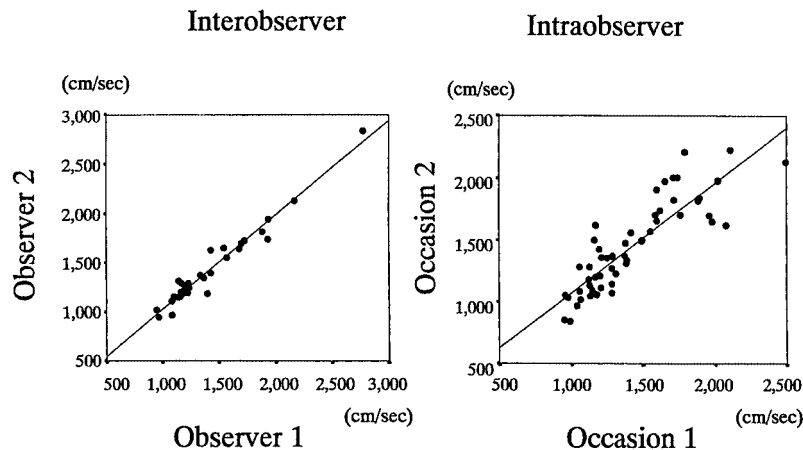 Interobserver
Intraobserver
(cm/sec)
(cm/sec)
3,000
2,500
2,000
1,500
1,000
500
Observer 2
500 1,000 1,500 2,000 2,500 3,000
(cm/sec)
Observer 1
2,500
2,000
1,500
1,000
500
Occasion 2
500 1,000 1,500 2,000 2,500
(cm/sec)
Occasion 1